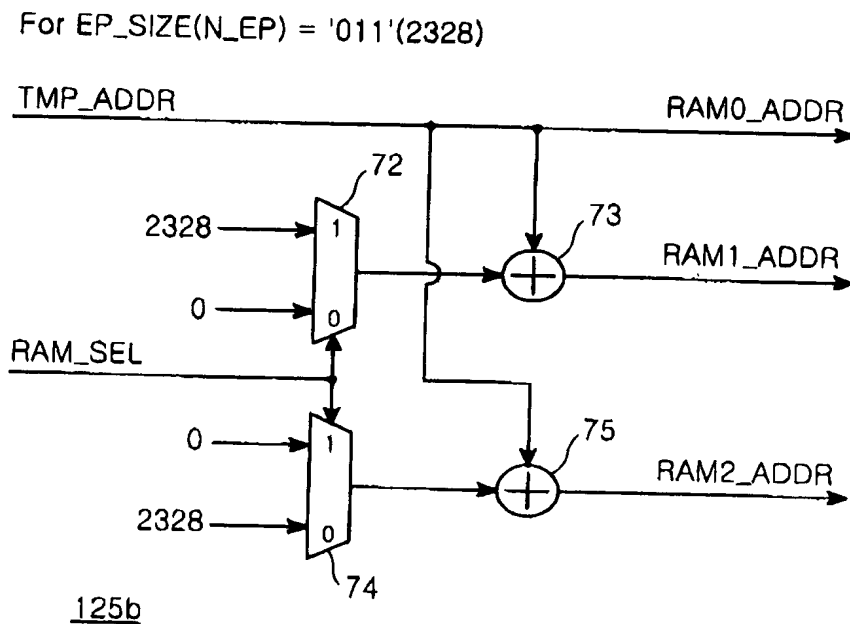 For EP_SIZE(N_EP) = '011'(2328)
TMP_ADDR
RAM0_ADDR
72
2328
1
73
RAM1_ADDR
0
0
RAM_SEL
0
1
75
RAM2_ADDR
2328
0
74
125b